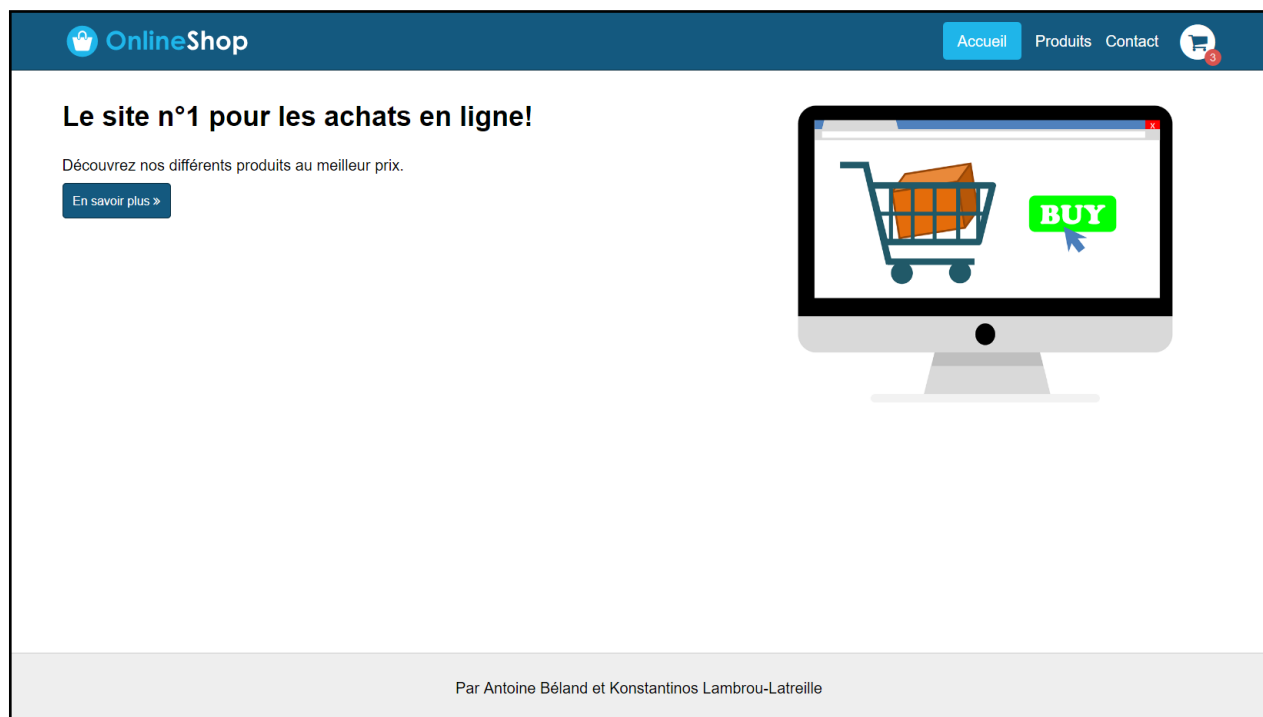 OnlineShop
Accueil Produits Contact
3
Le site n°1 pour les achats en ligne!
Découvrez nos différents produits au meilleur prix.
En savoir plus »
X
BUY
Par Antoine Béland et Konstantinos Lambrou-Latreille